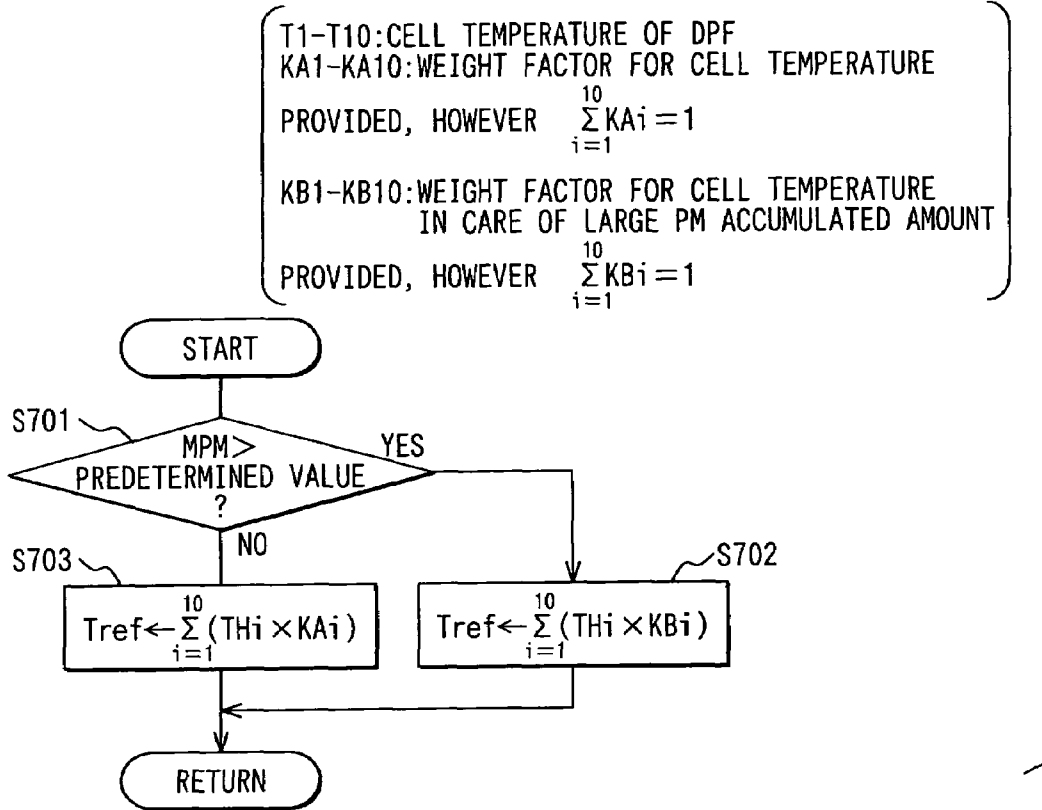 T1-T10:CELL TEMPERATURE OF DPF
KA1-KA10:WEIGHT FACTOR FOR CELL TEMPERATURE
PROVIDED, HOWEVER 10 Σ i=1 KAi=1
KB1-KB10:WEIGHT FACTOR FOR CELL TEMPERATURE
IN CARE OF LARGE PM ACCUMULATED AMOUNT
PROVIDED, HOWEVER 10 Σ i=1 KBi=1
START
S701
MPM>
PREDETERMINED VALUE
?
YES
NO
S703
Tref← 10 Σ i=1 (THi×KAi)
S702
Tref← 10 Σ i=1 (THi×KBi)
RETURN